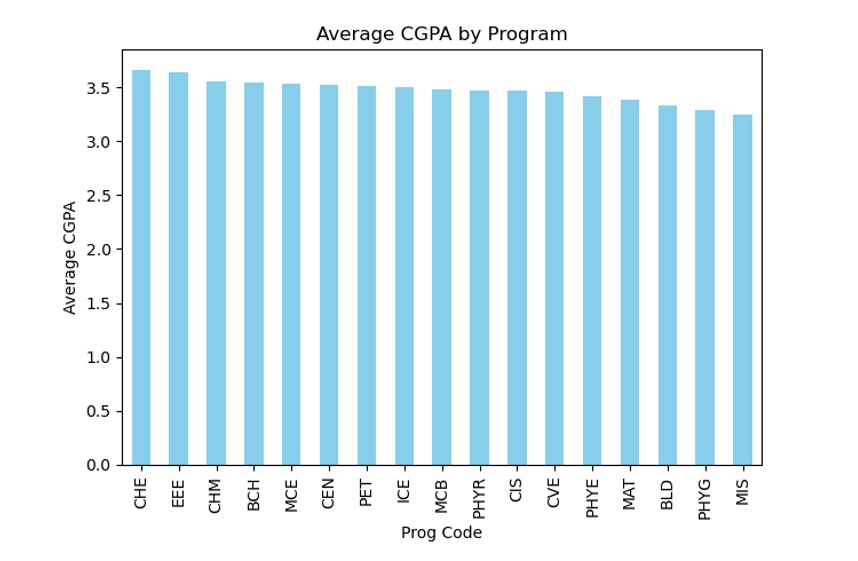 Average CGPA by Program
Average CGPA
3.5
3.0
2.5
2.0
1.5
1.0
0.5
0.0
CHE
EEE
CHM
BCH
MCE
CEN
PET
ICE
MCB
PHYR
CIS
CVE
PHYE
MAT
BLD
PHYG
MIS
Prog Code